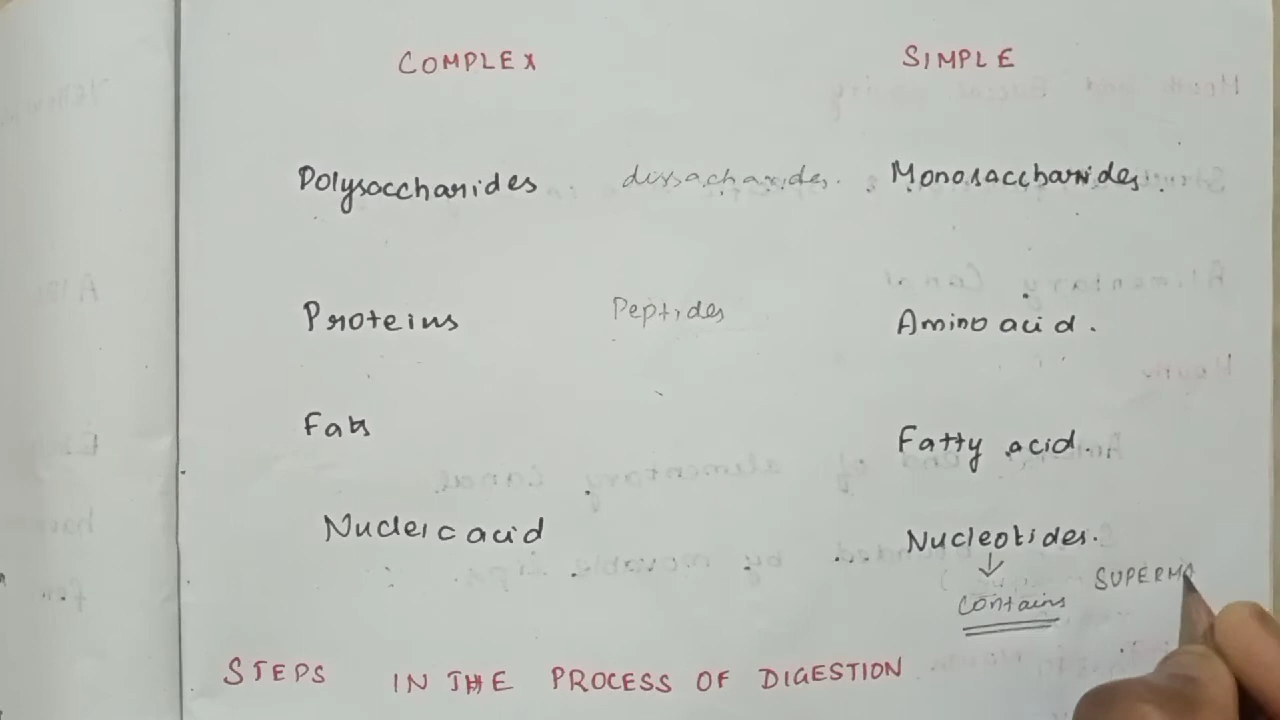 COMPLEX SIMPLE
Polysaccharides dissacharides. Monosaccharides.
Proteins Peptides Amino acid.
Fats Fatty acid.
Nucleic acid Nucleotides.
SUPERMA
Contains
STEPS IN THE PROCESS OF DIGESTION